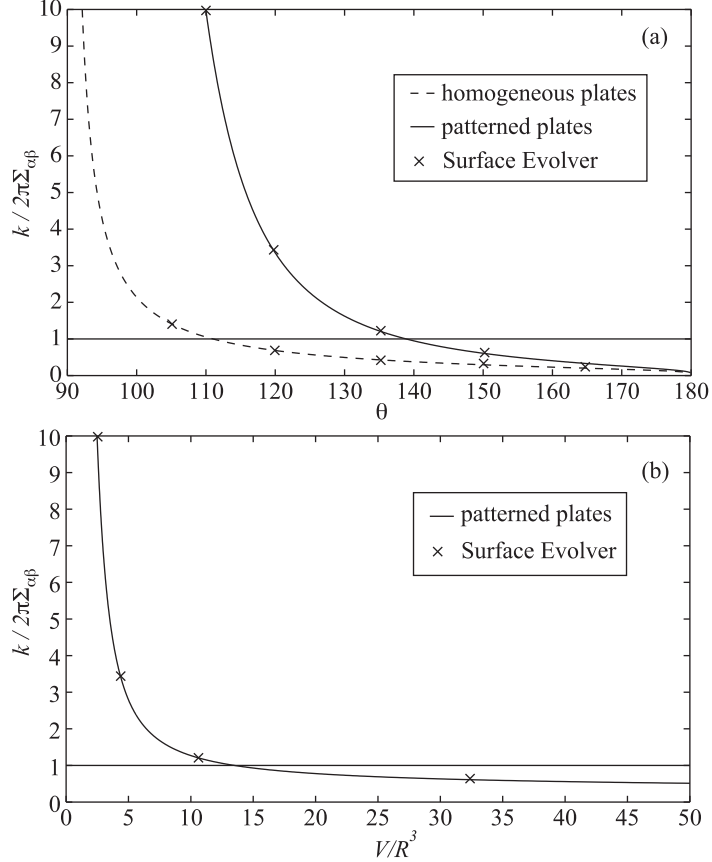 10
9
8
7
6
5
4
3
2
1
0
k / 2πΣαβ
(a)
homogeneous plates
patterned plates
Surface Evolver
90 100 110 120 130 140 150 160 170 180
θ
10
9
8
7
6
5
4
3
2
1
0
k / 2πΣαβ
(b)
patterned plates
Surface Evolver
0 5 10 15 20 25 30 35 40 45 50
V/R³